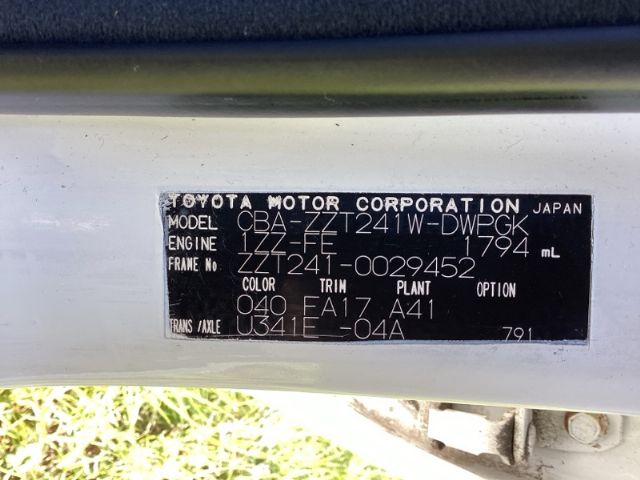 TOYOTA MOTOR CORPORATION JAPAN
MODEL CBA-ZZT241W-DWPGK
ENGINE 1ZZ-FE 1794 mL
FRAME No ZZT241-0029452
COLOR TRIM PLANT OPTION
040 FA17 A41
TRANS/AXLE U341E -04A 791